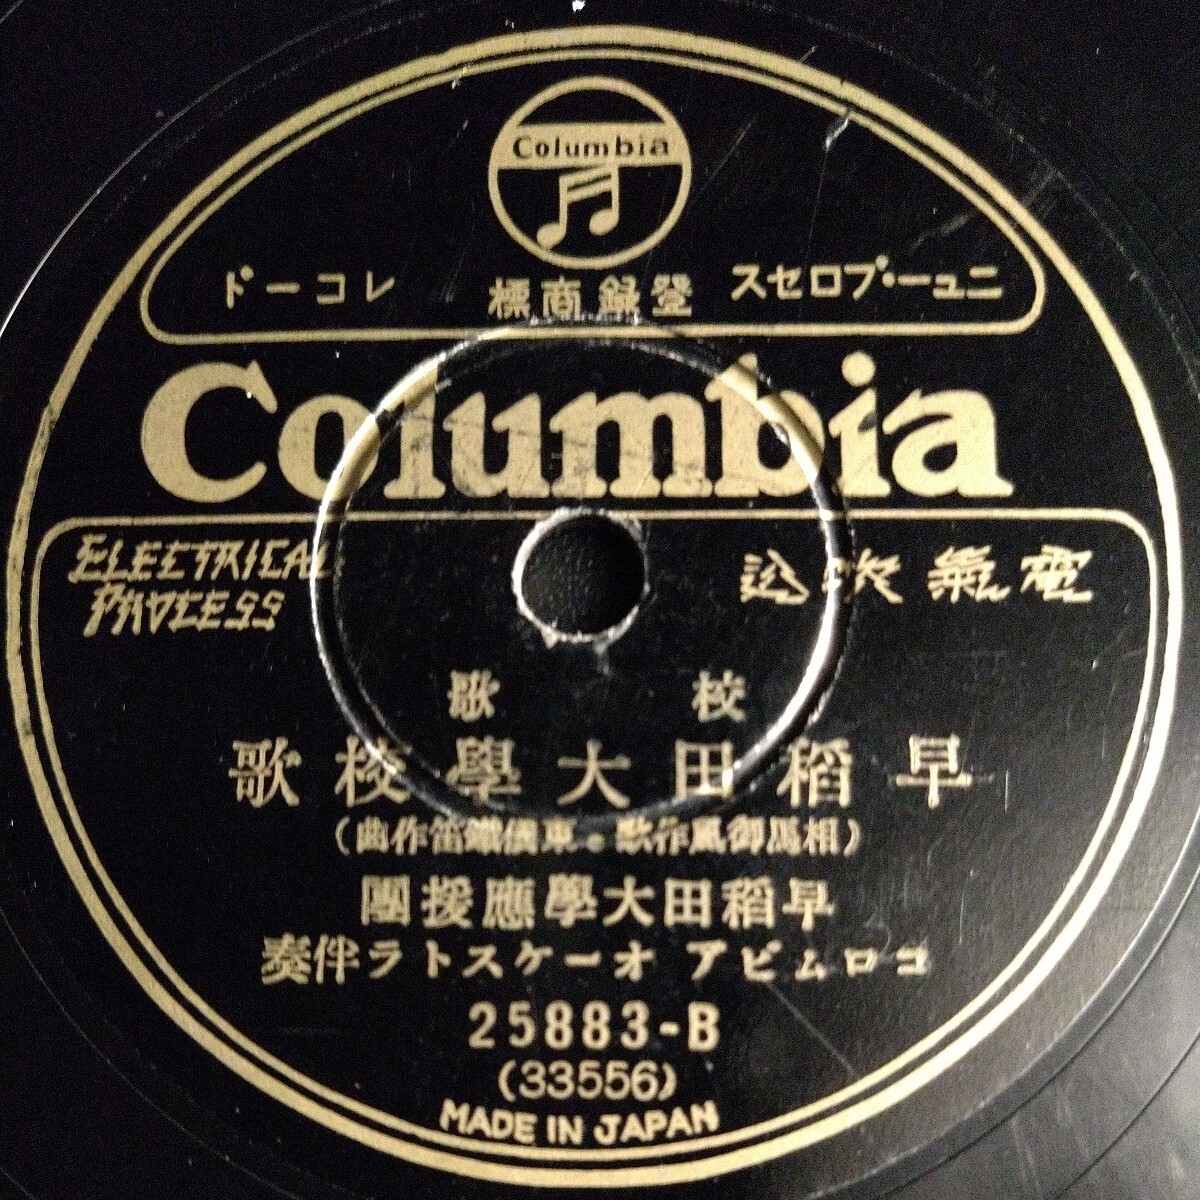 Columbia
ニュー・プロセス 登録商標 レコード
Columbia
ELECTRICAL
PROCESS
電氣吹込
校歌
早稻田大學校歌
(相馬御風作歌・東儀鐵笛作曲)
早稻田大學應援團
コロムビア オーケストラ伴奏
25883-B
(33556)
MADE IN JAPAN